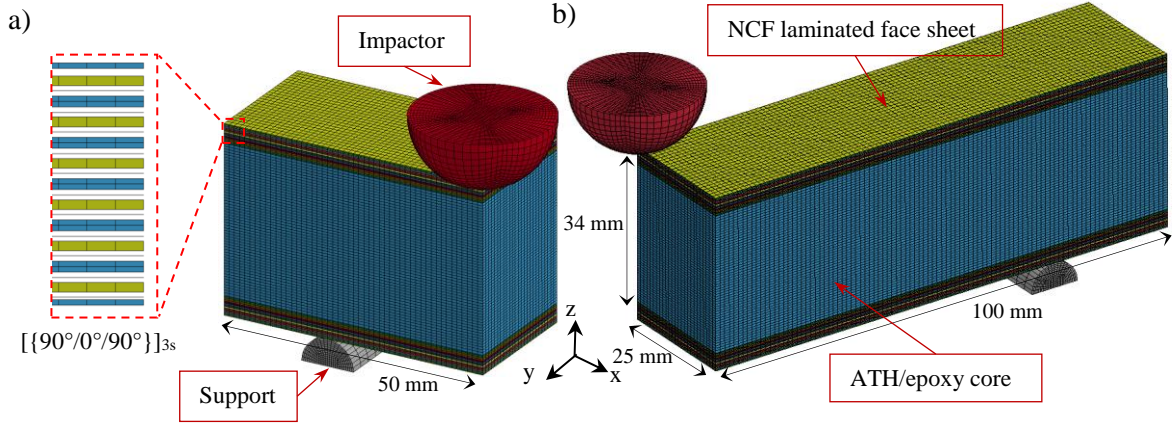 a)
Impactor
b)
NCF laminated face sheet
34 mm
[{90°/0°/90°}]3s
z
y
x
50 mm
25 mm
100 mm
Support
ATH/epoxy core